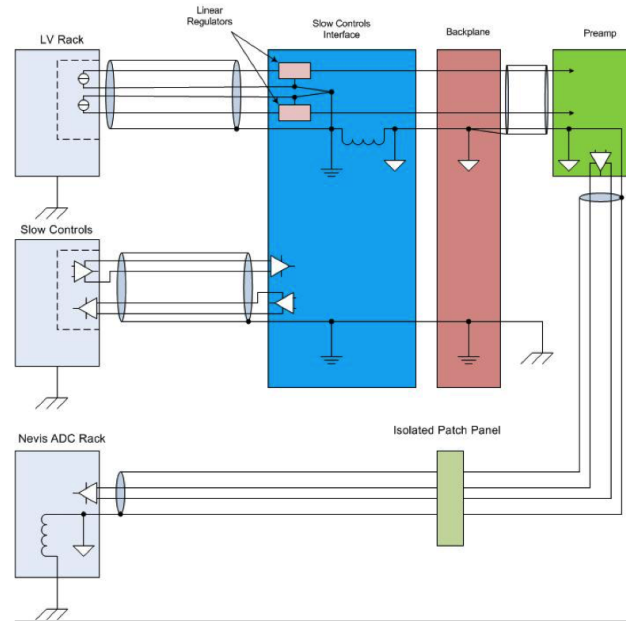 LV Rack
Linear
Regulators
Slow Controls
Interface
Backplane
Preamp
Slow Controls
Nevis ADC Rack
Isolated Patch Panel